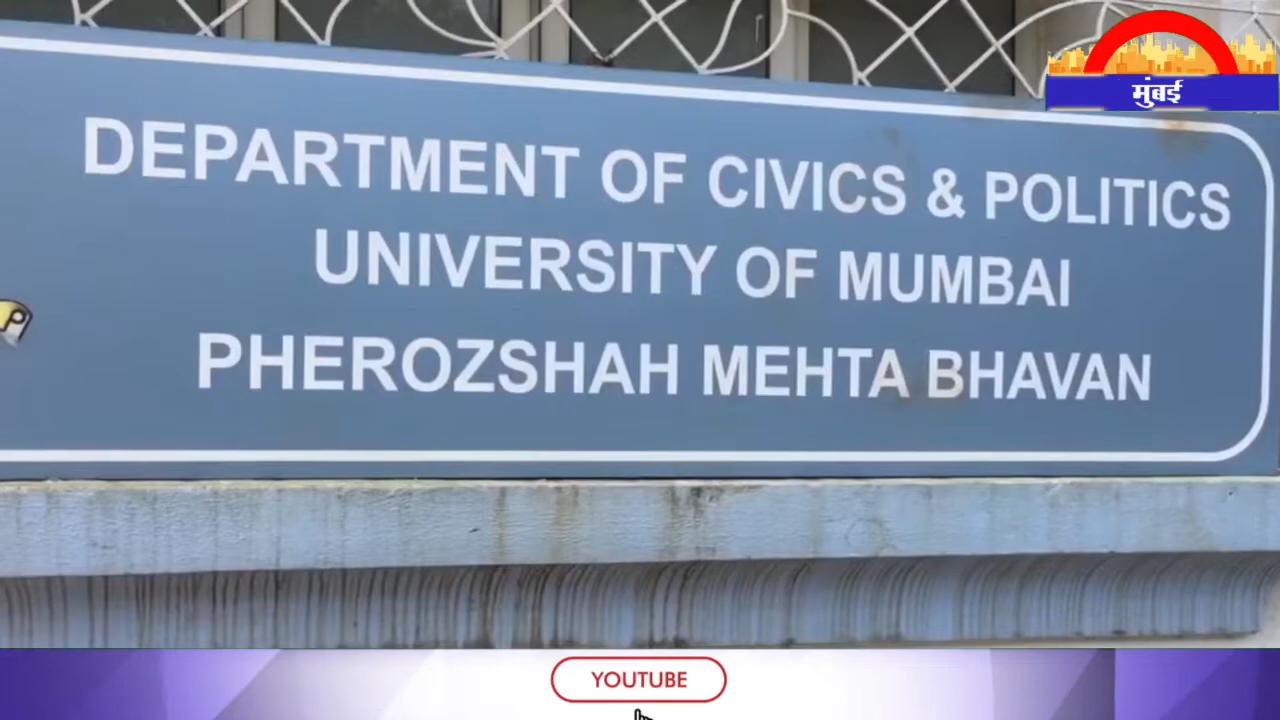 मुंबई
DEPARTMENT OF CIVICS & POLITICS
UNIVERSITY OF MUMBAI
PHEROZSHAH MEHTA BHAVAN
P
YOUTUBE